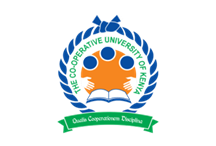 THE CO-OPERATIVE UNIVERSITY OF KENYA
Qualis Cooperationem Disciplina